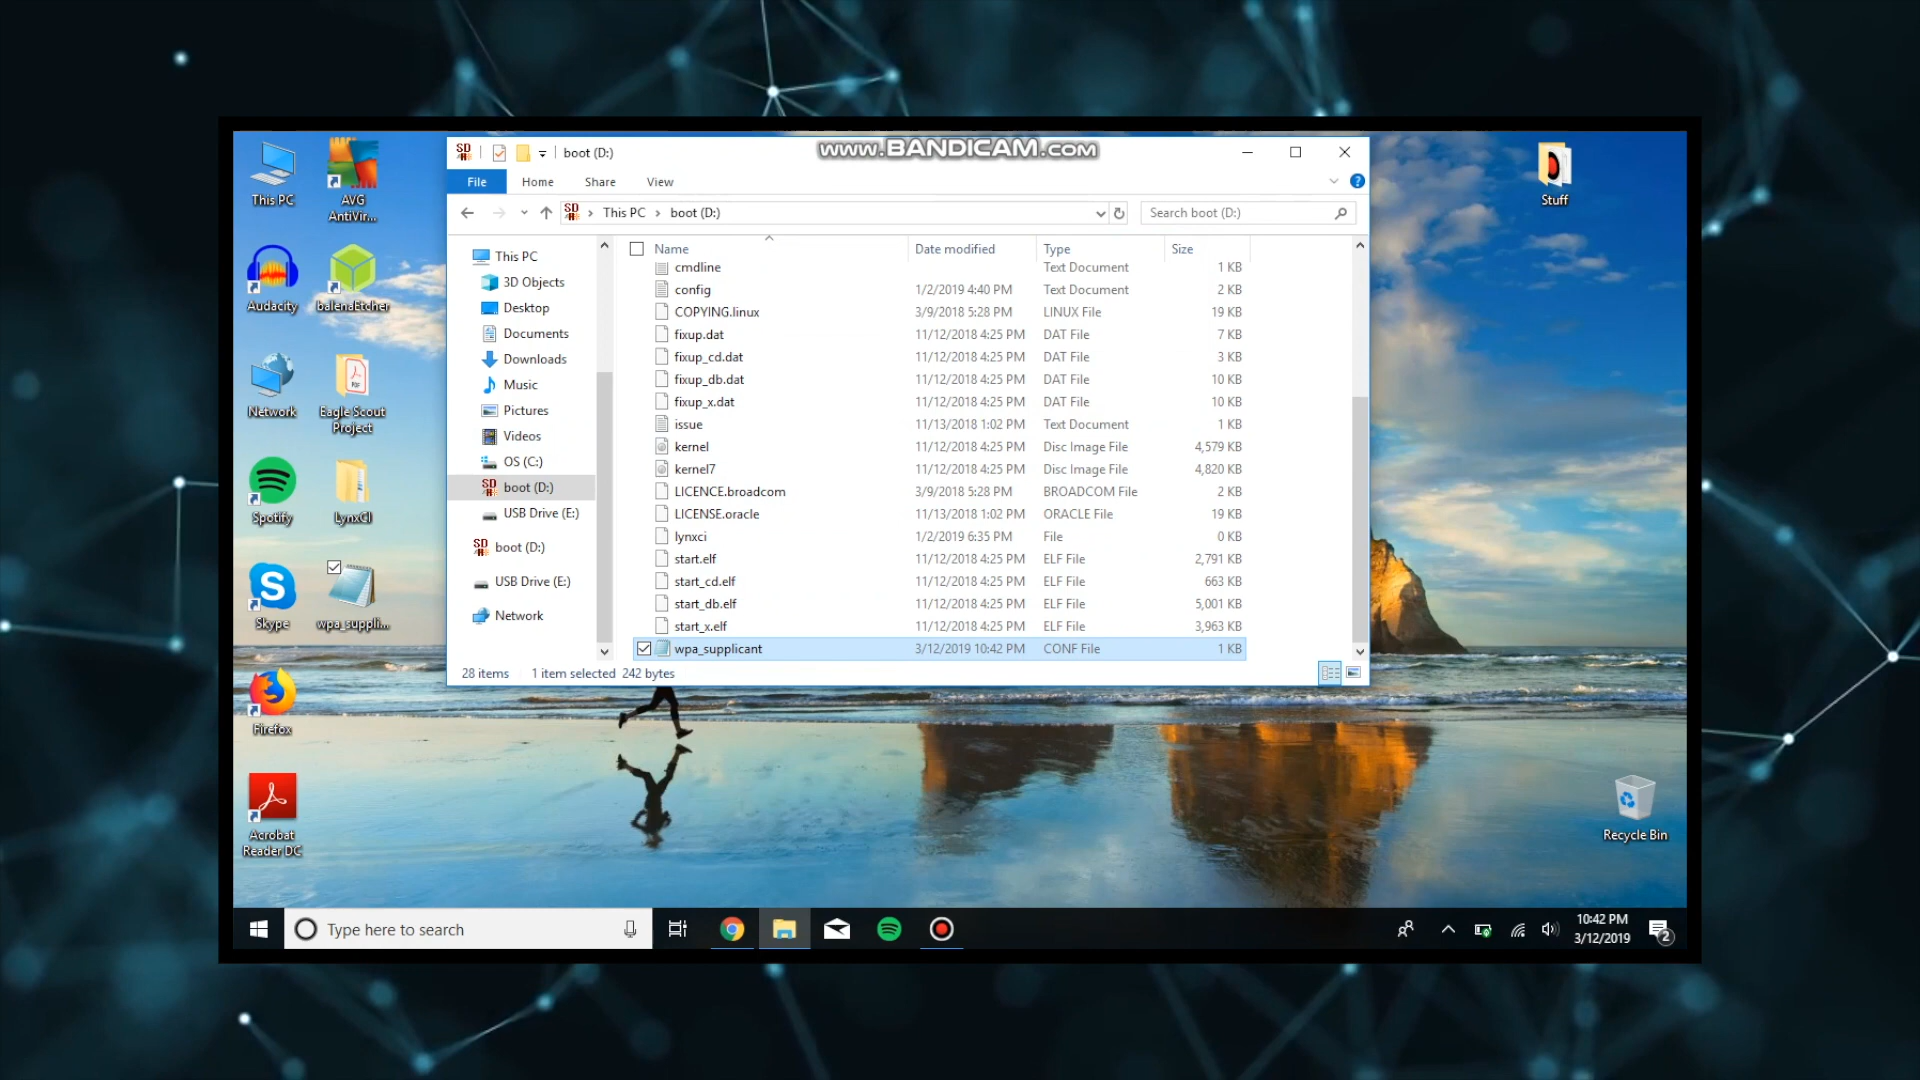 boot (D:)
www.BANDICAM.com
File
Home
Share
View
This PC
boot (D:)
Search boot (D:)
Name
Date modified
Type
Size
This PC
3D Objects
Desktop
Documents
Downloads
Music
Pictures
Videos
OS (C:)
boot (D:)
USB Drive (E:)
boot (D:)
USB Drive (E:)
Network
cmdline Text Document 1 KB
config 1/2/2019 4:40 PM Text Document 2 KB
COPYING.linux 3/9/2018 5:28 PM LINUX File 19 KB
fixup.dat 11/12/2018 4:25 PM DAT File 7 KB
fixup_cd.dat 11/12/2018 4:25 PM DAT File 3 KB
fixup_db.dat 11/12/2018 4:25 PM DAT File 10 KB
fixup_x.dat 11/12/2018 4:25 PM DAT File 10 KB
issue 11/13/2018 1:02 PM Text Document 1 KB
kernel 11/12/2018 4:25 PM Disc Image File 4,579 KB
kernel7 11/12/2018 4:25 PM Disc Image File 4,820 KB
LICENCE.broadcom 3/9/2018 5:28 PM BROADCOM File 2 KB
LICENSE.oracle 11/13/2018 1:02 PM ORACLE File 19 KB
lynxci 1/2/2019 6:35 PM File 0 KB
start.elf 11/12/2018 4:25 PM ELF File 2,791 KB
start_cd.elf 11/12/2018 4:25 PM ELF File 663 KB
start_db.elf 11/12/2018 4:25 PM ELF File 5,001 KB
start_x.elf 11/12/2018 4:25 PM ELF File 3,963 KB
wpa_supplicant 3/12/2019 10:42 PM CONF File 1 KB
28 items 1 item selected 242 bytes
This PC
AVG
AntiVir...
Audacity
balenaEtcher
Network
Eagle Scout
Project
Spotify
LynxCI
Skype
wpa_suppli...
Firefox
Acrobat
Reader DC
Stuff
Recycle Bin
Type here to search
10:42 PM
3/12/2019
2